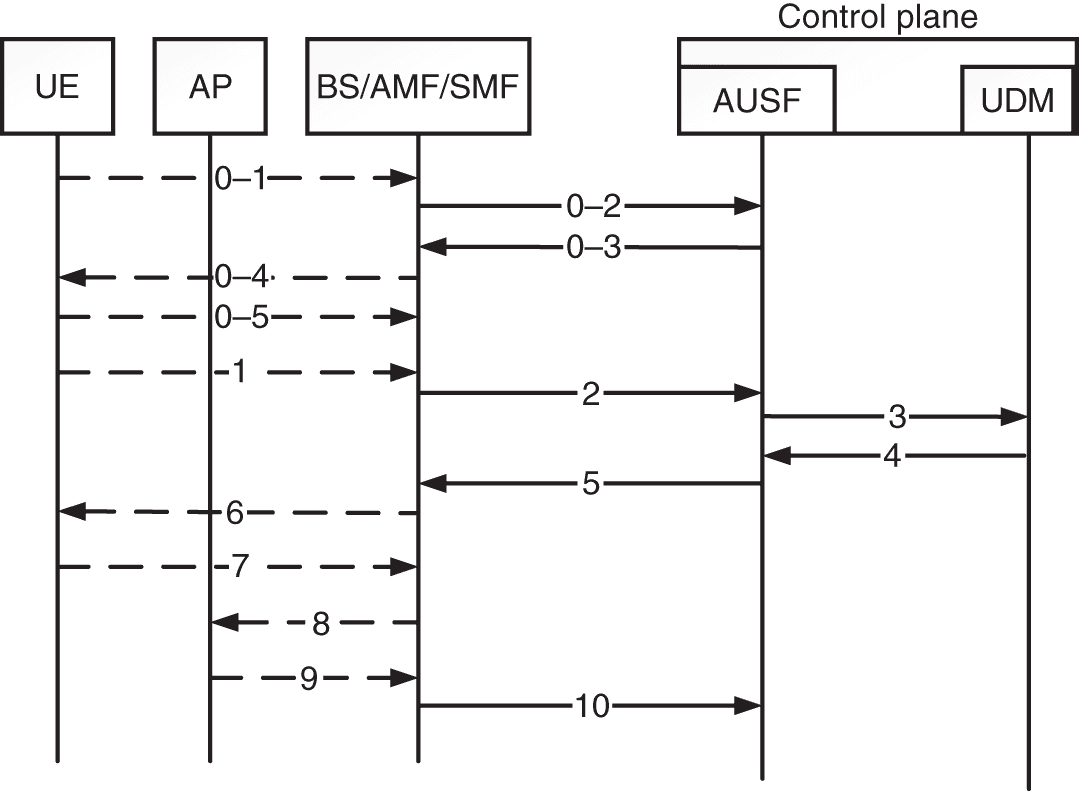 Control plane
UE
AP
BS/AMF/SMF
AUSF
UDM
0–1
0–2
0–3
0–4
0–5
1
2
3
4
5
6
7
8
9
10